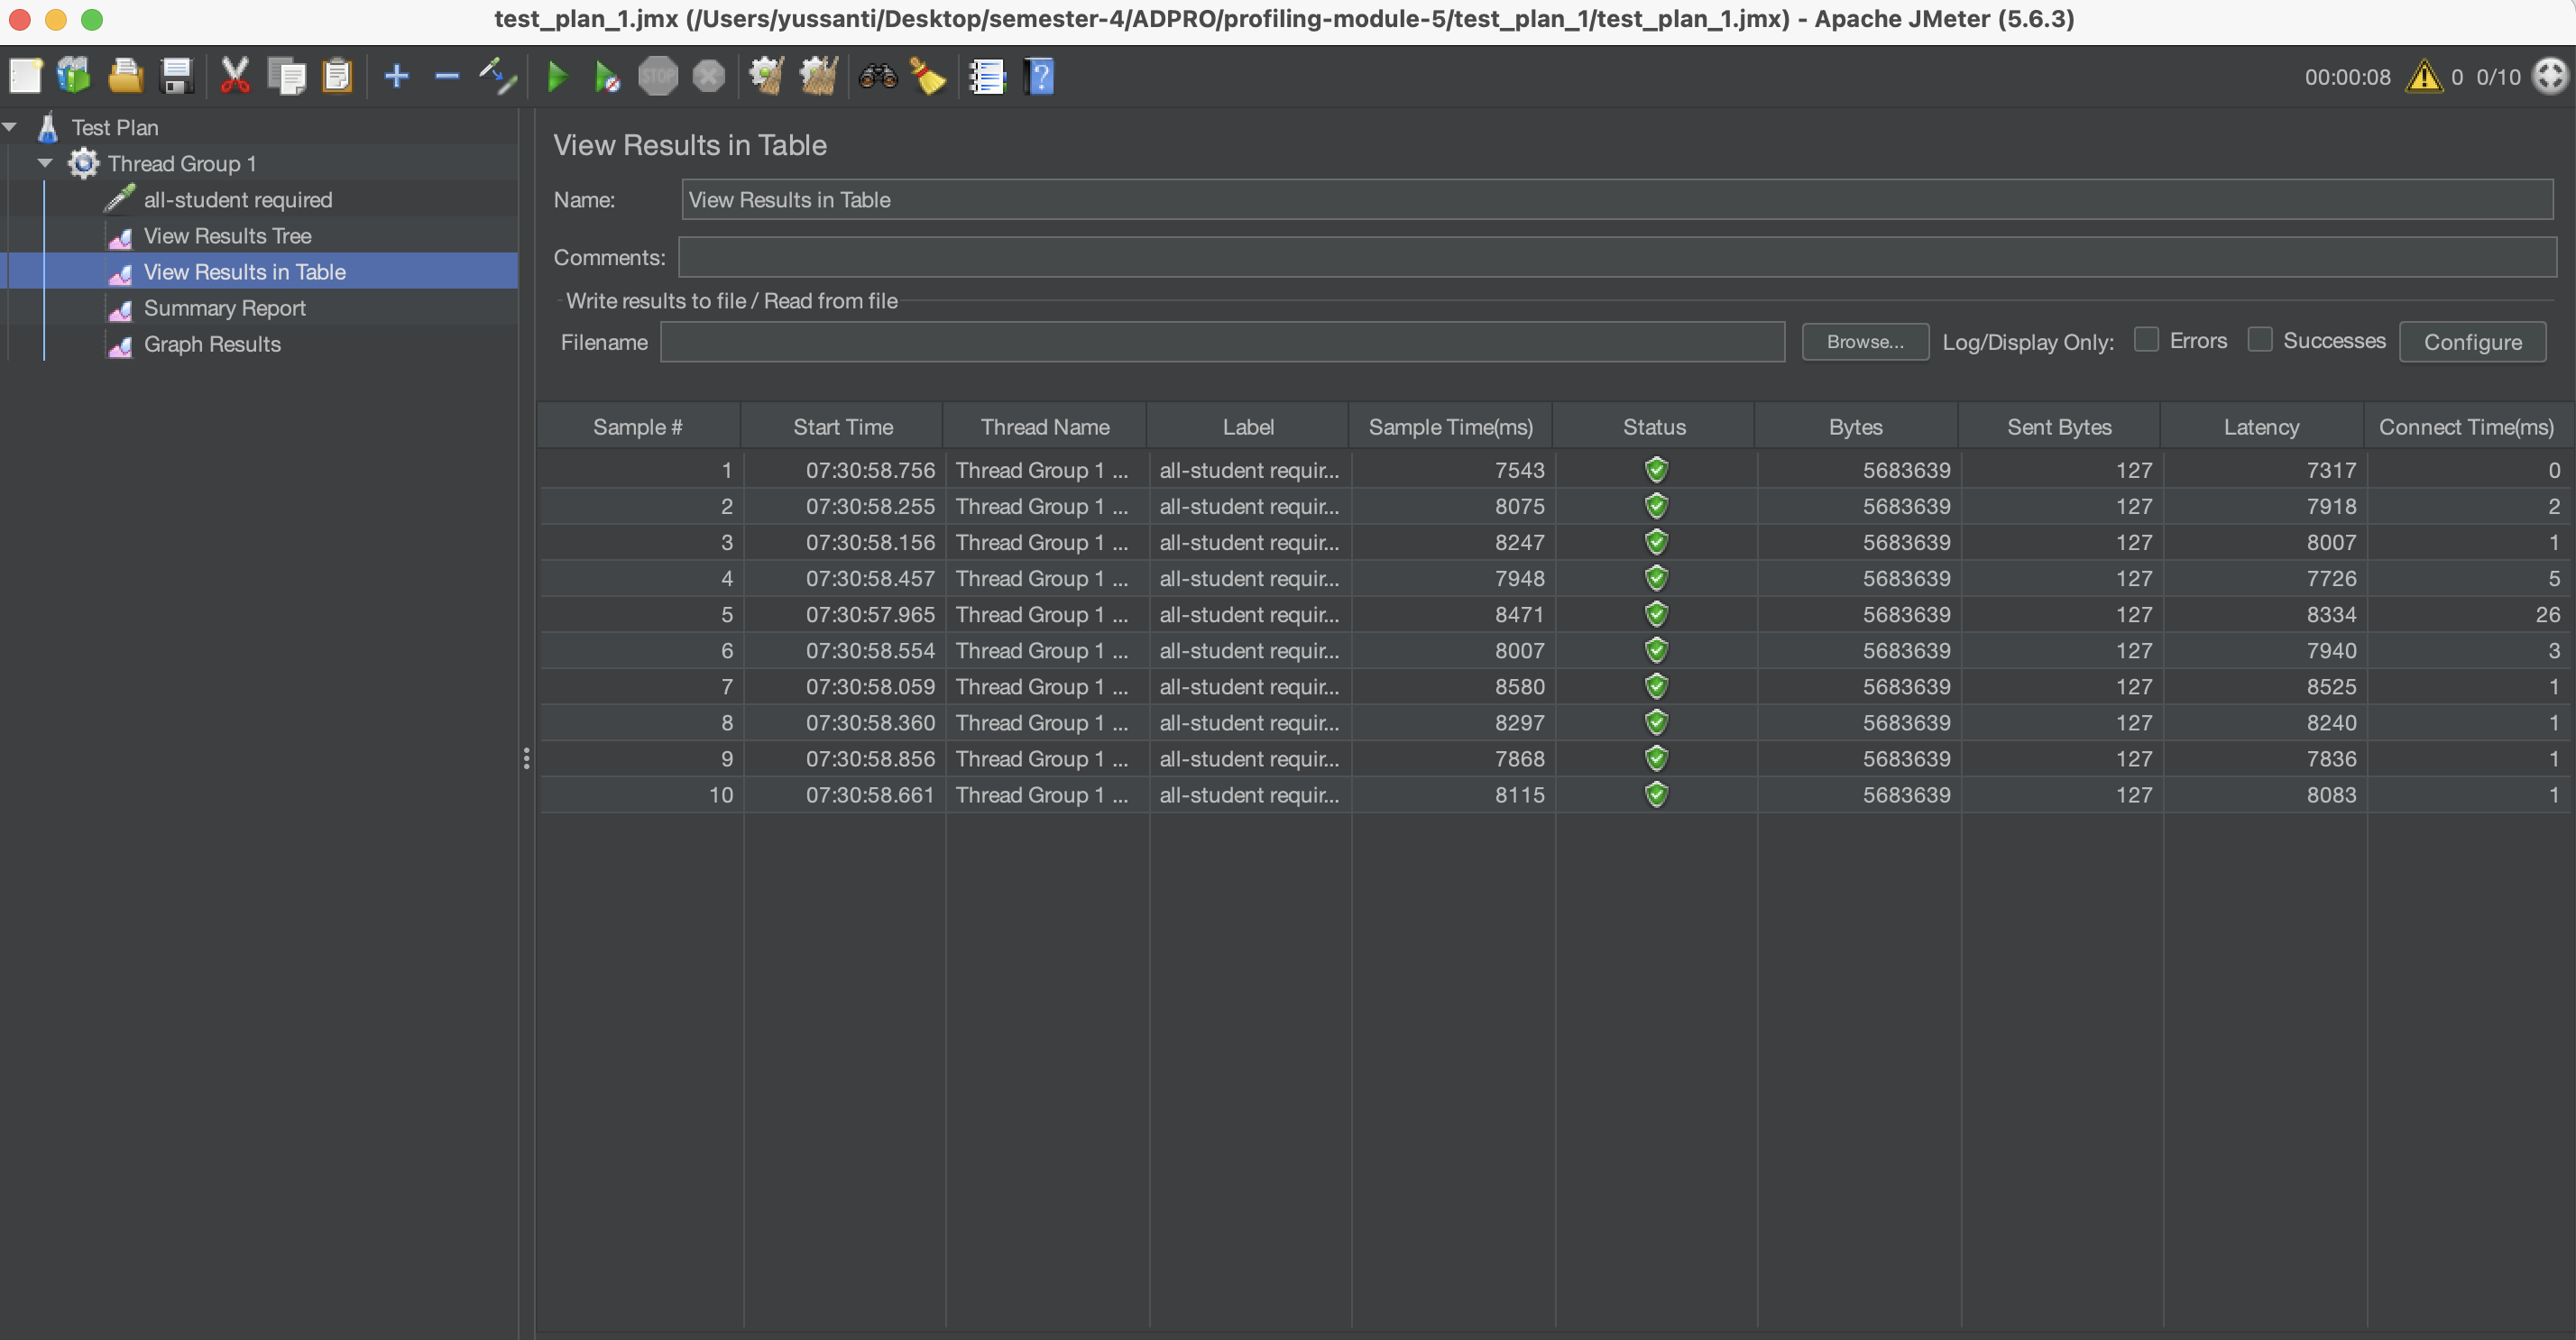 test_plan_1.jmx (/Users/yussanti/Desktop/semester-4/ADPRO/profiling-module-5/test_plan_1/test_plan_1.jmx) - Apache JMeter (5.6.3)
STOP ? 00:00:08 0 0/10
Test Plan
Thread Group 1
all-student required
View Results Tree
View Results in Table
Summary Report
Graph Results
View Results in Table
Name: View Results in Table
Comments:
Write results to file / Read from file
Filename Browse... Log/Display Only: Errors Successes Configure
Sample # Start Time Thread Name Label Sample Time(ms) Status Bytes Sent Bytes Latency Connect Time(ms)
1 07:30:58.756 Thread Group 1 ... all-student requir... 7543 5683639 127 7317 0
2 07:30:58.255 Thread Group 1 ... all-student requir... 8075 5683639 127 7918 2
3 07:30:58.156 Thread Group 1 ... all-student requir... 8247 5683639 127 8007 1
4 07:30:58.457 Thread Group 1 ... all-student requir... 7948 5683639 127 7726 5
5 07:30:57.965 Thread Group 1 ... all-student requir... 8471 5683639 127 8334 26
6 07:30:58.554 Thread Group 1 ... all-student requir... 8007 5683639 127 7940 3
7 07:30:58.059 Thread Group 1 ... all-student requir... 8580 5683639 127 8525 1
8 07:30:58.360 Thread Group 1 ... all-student requir... 8297 5683639 127 8240 1
9 07:30:58.856 Thread Group 1 ... all-student requir... 7868 5683639 127 7836 1
10 07:30:58.661 Thread Group 1 ... all-student requir... 8115 5683639 127 8083 1